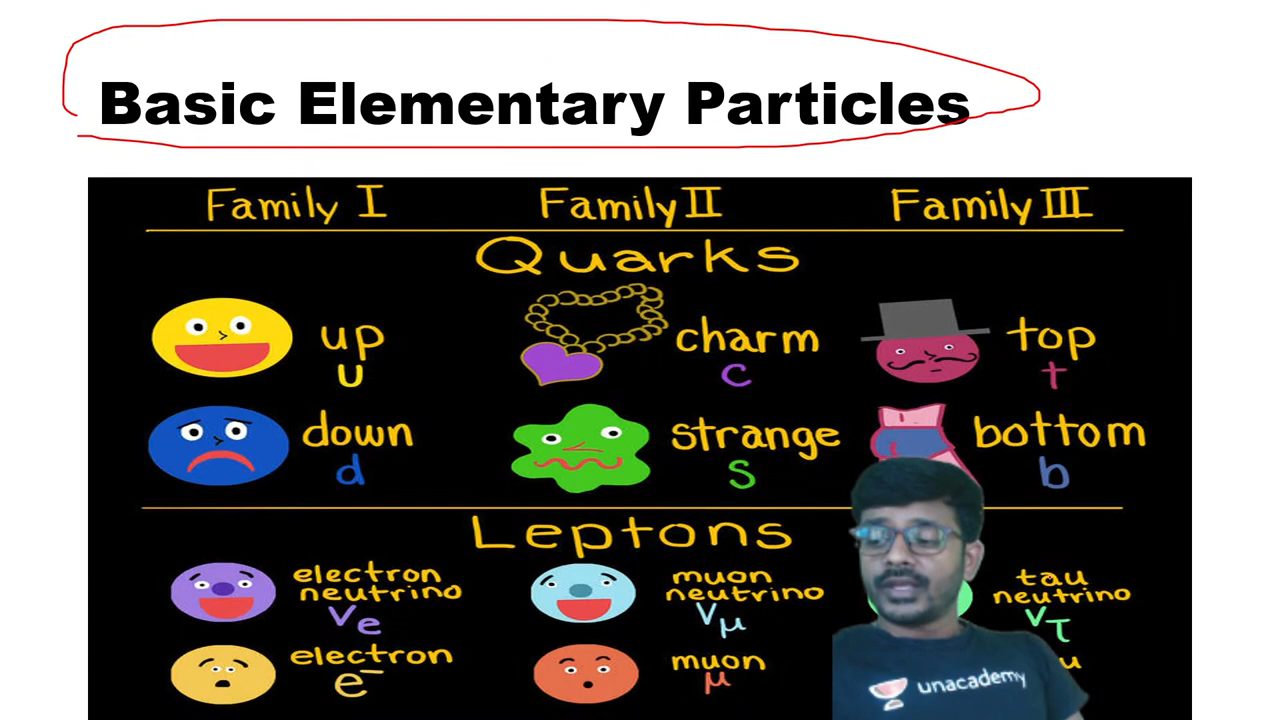 Basic Elementary Particles
Family I Family II Family III
Quarks
up charm top
u c t
down strange bottom
d s b
Leptons
electron neutrino muon neutrino tau neutrino
νe νμ ντ
electron muon
e⁻ μ
unacademy